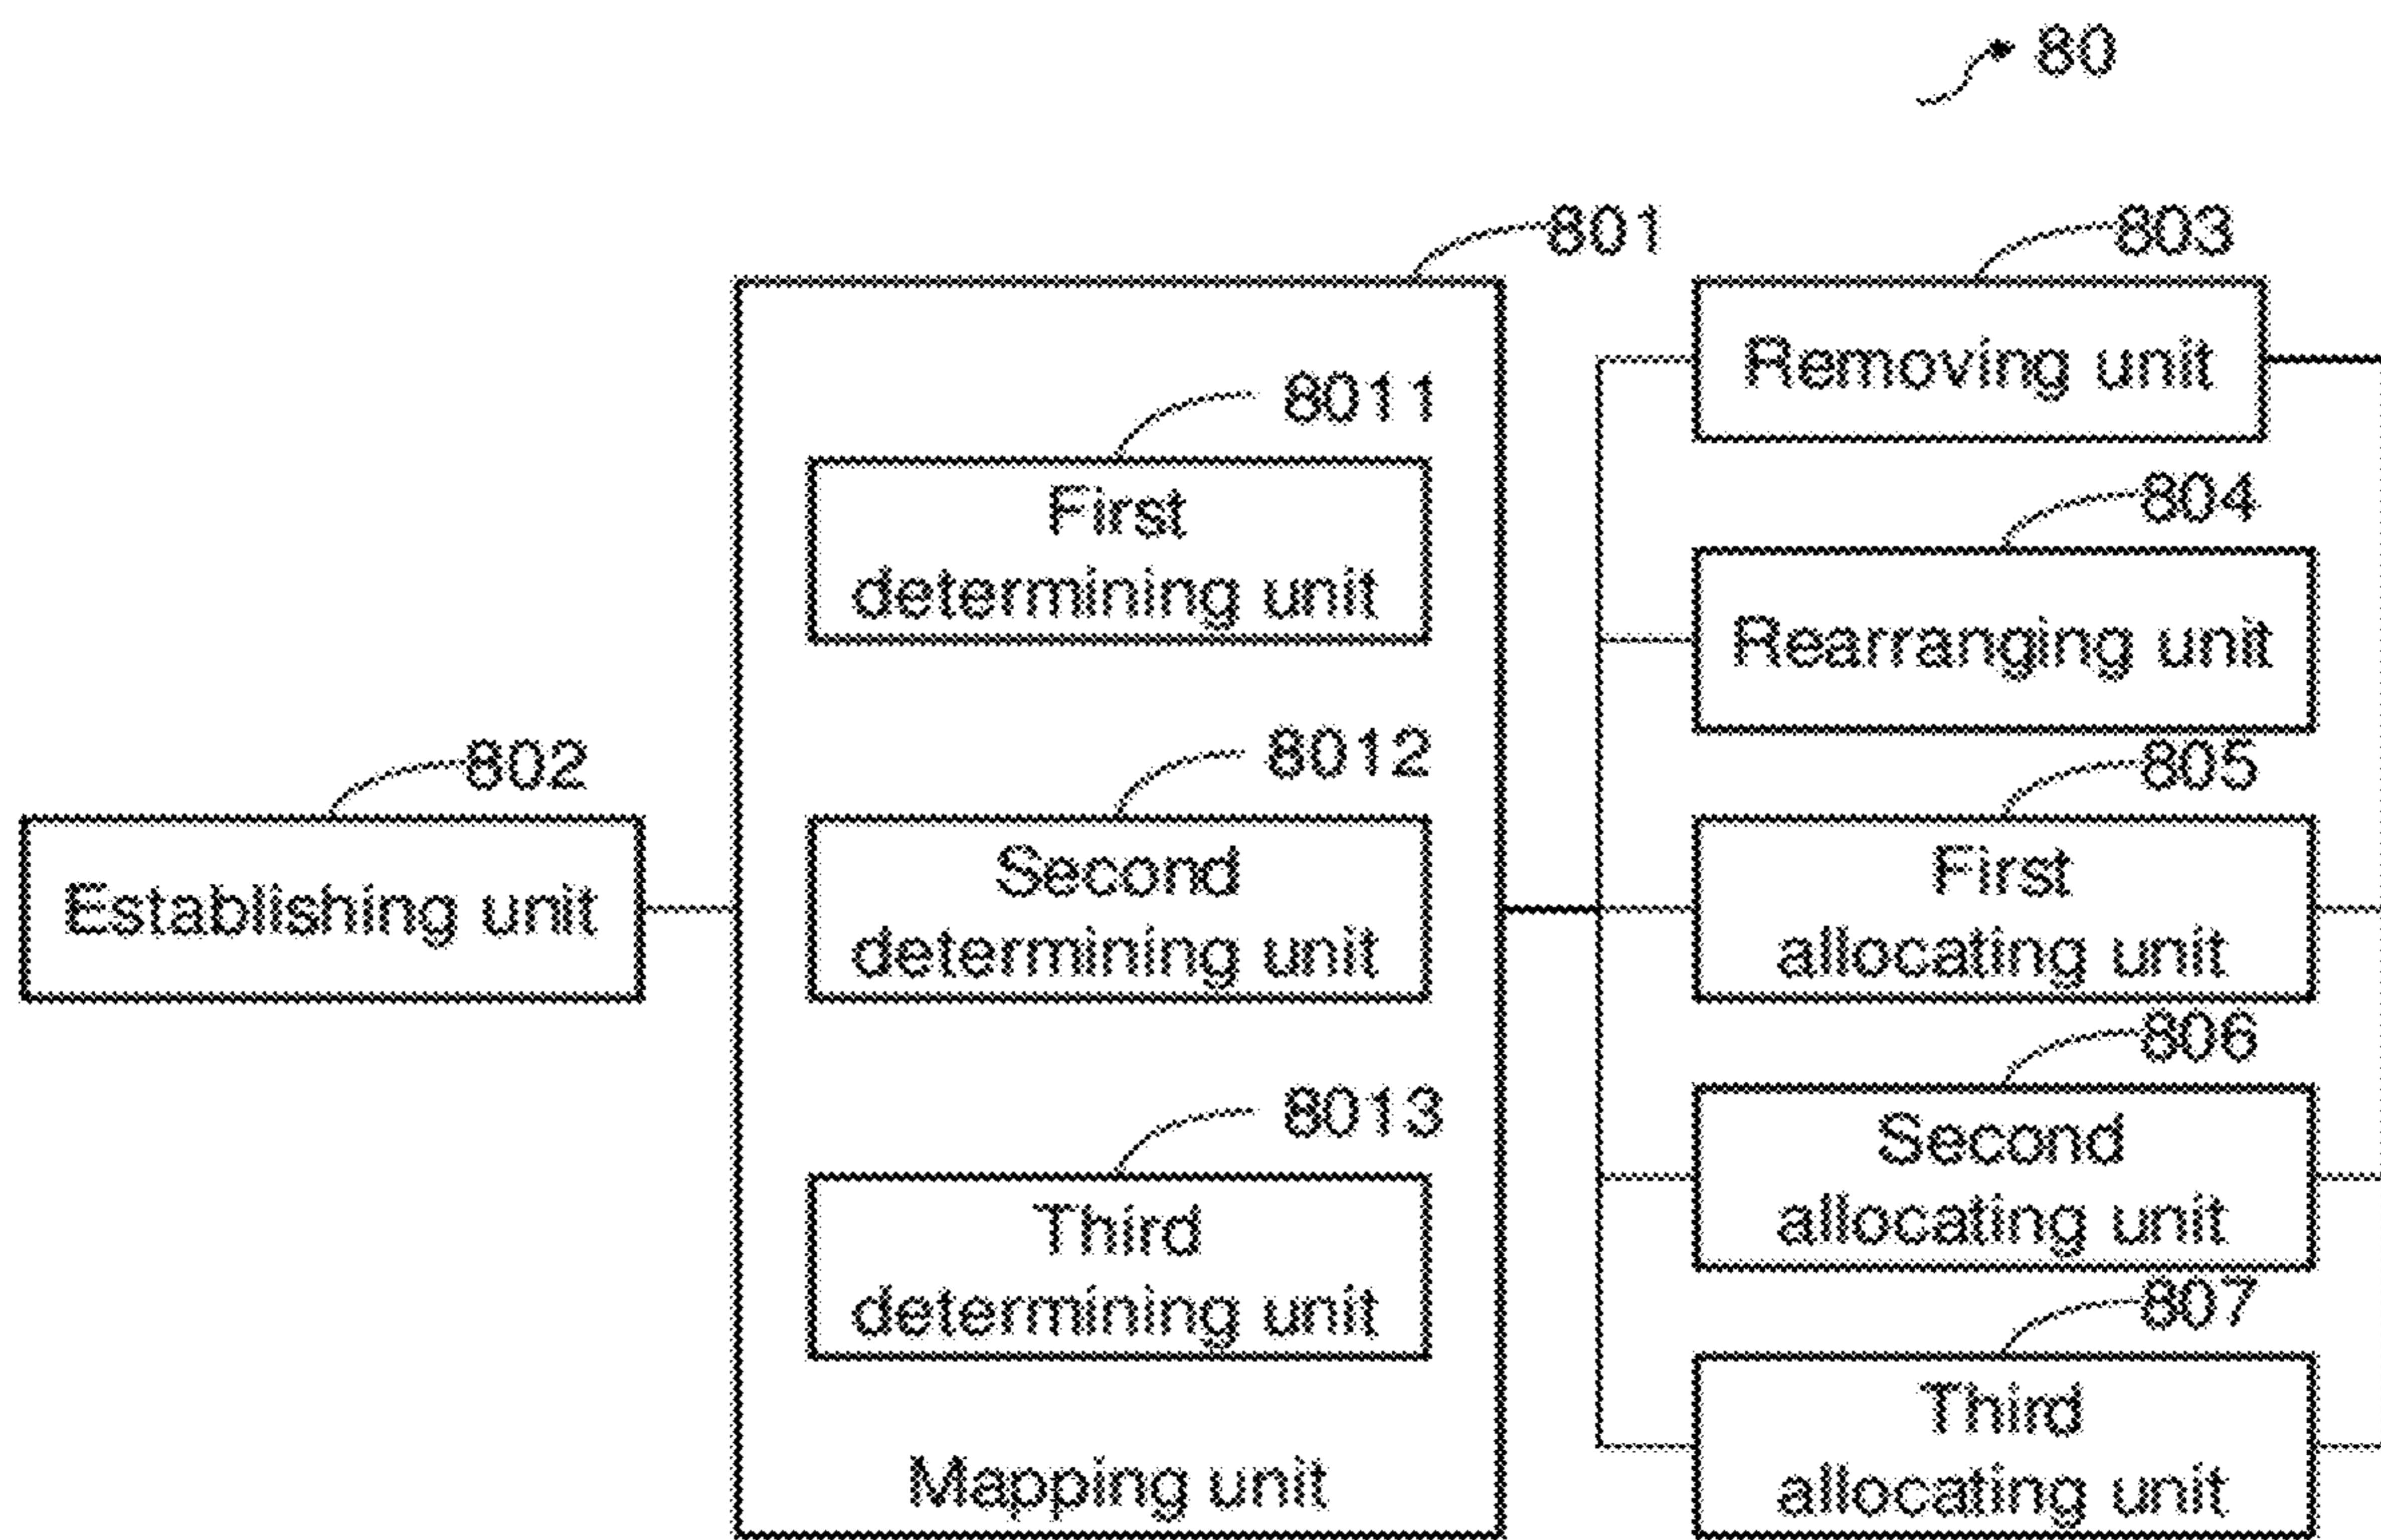 80
801
803
8011
Removing unit
First
determining unit
804
Rearranging unit
802
8012
805
Establishing unit
Second
determining unit
First
allocating unit
806
8013
Second
allocating unit
Third
determining unit
807
Third
allocating unit
Mapping unit